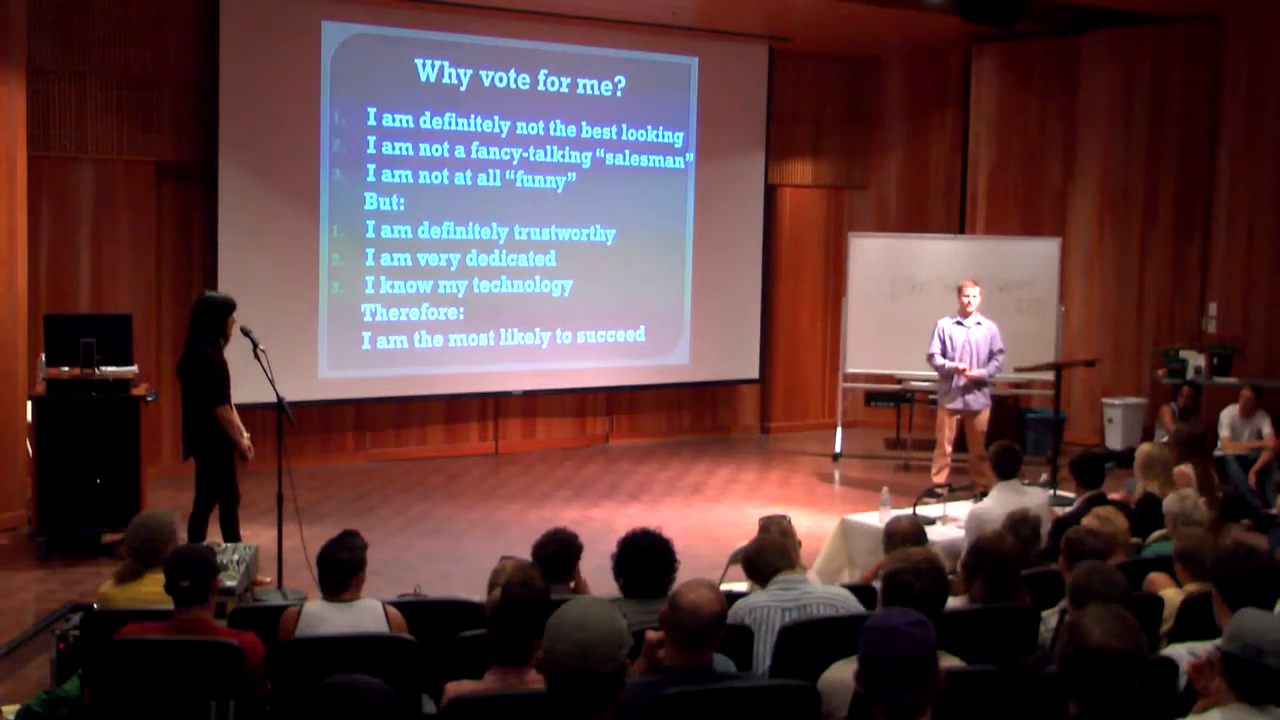 Why vote for me?
1. I am definitely not the best looking
2. I am not a fancy-talking “salesman”
3. I am not at all “funny”
But:
1. I am definitely trustworthy
2. I am very dedicated
3. I know my technology
Therefore:
I am the most likely to succeed